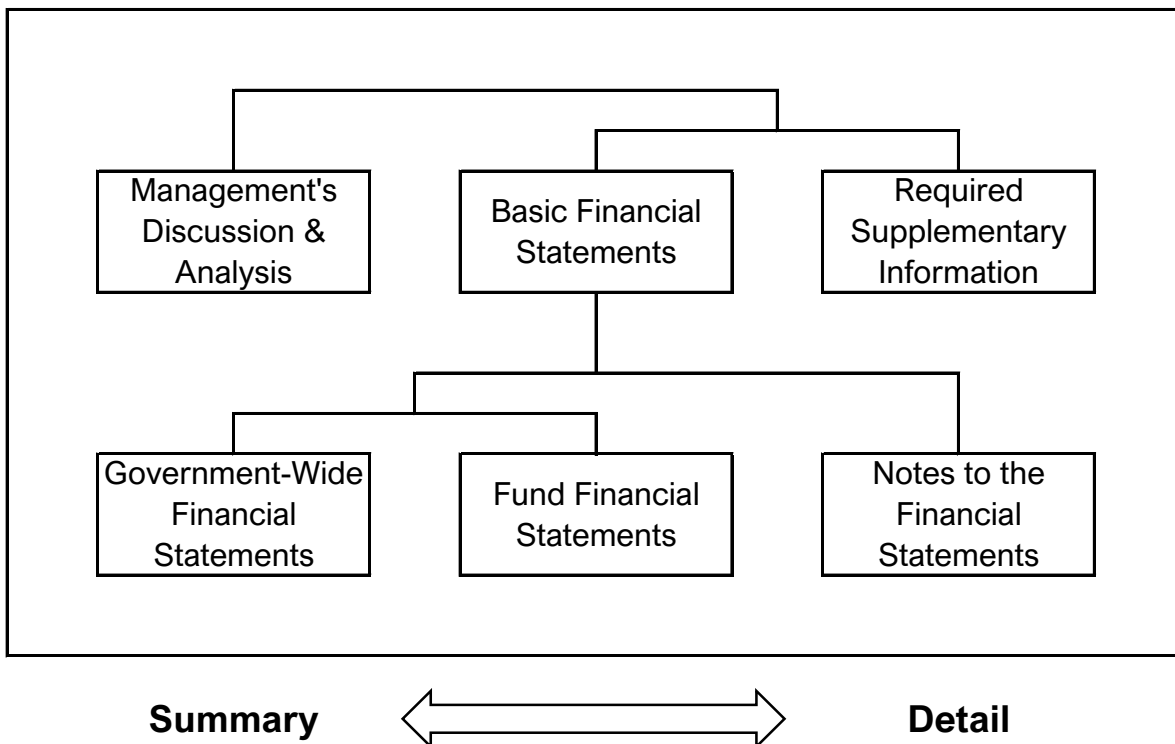 Management's
Discussion &
Analysis
Basic Financial
Statements
Required
Supplementary
Information
Government-Wide
Financial
Statements
Fund Financial
Statements
Notes to the
Financial
Statements
Summary
Detail